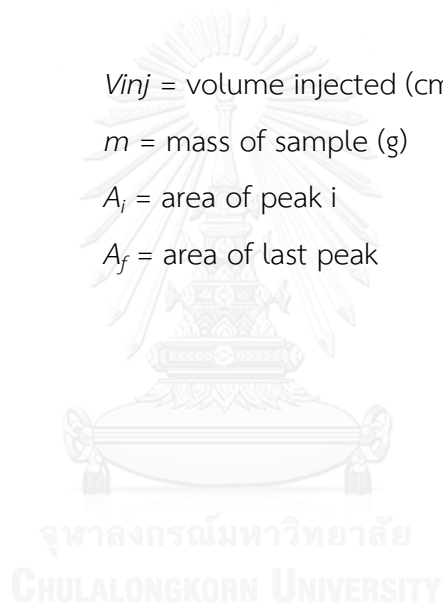 Vinj = volume injected (cm
m = mass of sample (g)
Aᵢ = area of peak i
A_f = area of last peak
จุฬาลงกรณ์มหาวิทยาลัย
CHULALONGKORN UNIVERSITY